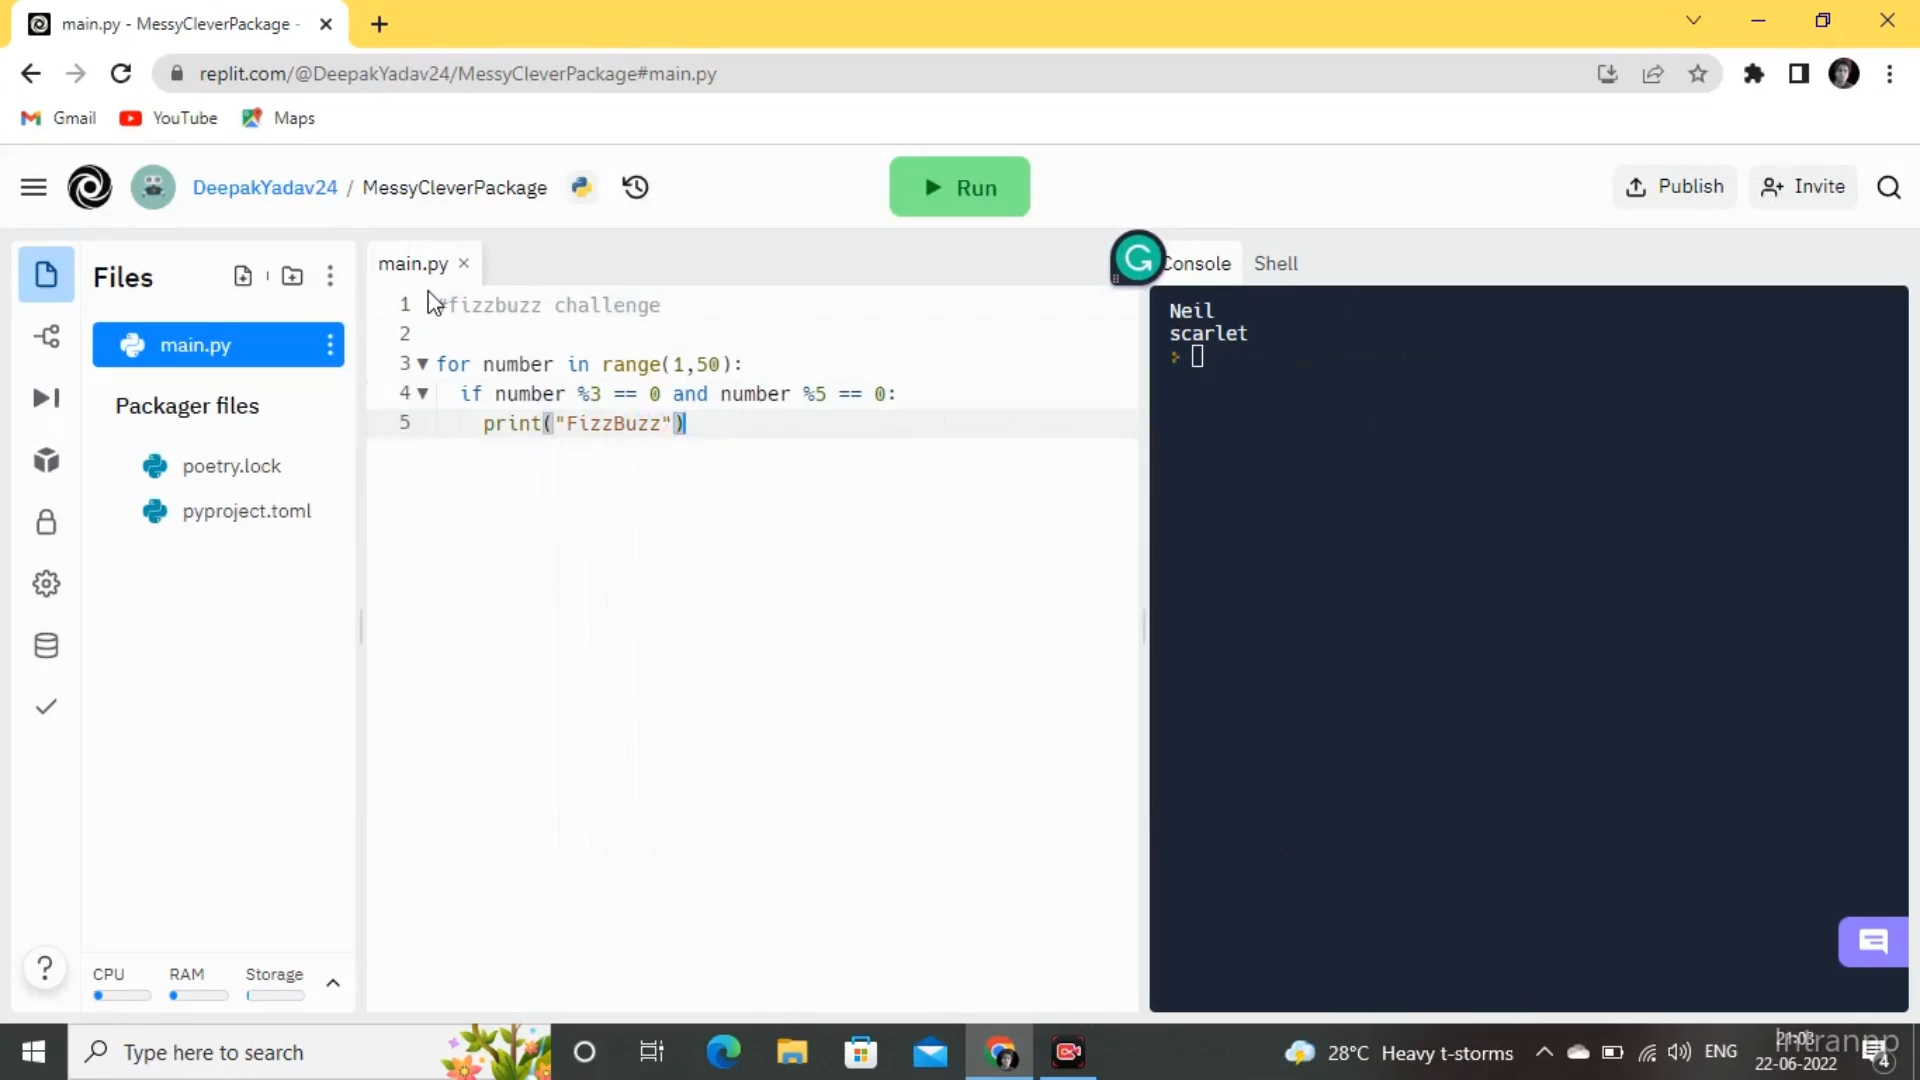 main.py - MessyCleverPackage -
replit.com/@DeepakYadav24/MessyCleverPackage#main.py
Gmail YouTube Maps
DeepakYadav24 / MessyCleverPackage
Run
Publish
Invite
Files
main.py
Packager files
poetry.lock
pyproject.toml
CPU RAM Storage
main.py
1 #fizzbuzz challenge
2
3 for number in range(1,50):
4 if number %3 == 0 and number %5 == 0:
5 print("FizzBuzz")
Console Shell
Neil
scarlet
Type here to search
28°C Heavy t-storms
ENG
21:03
22-06-2022
4